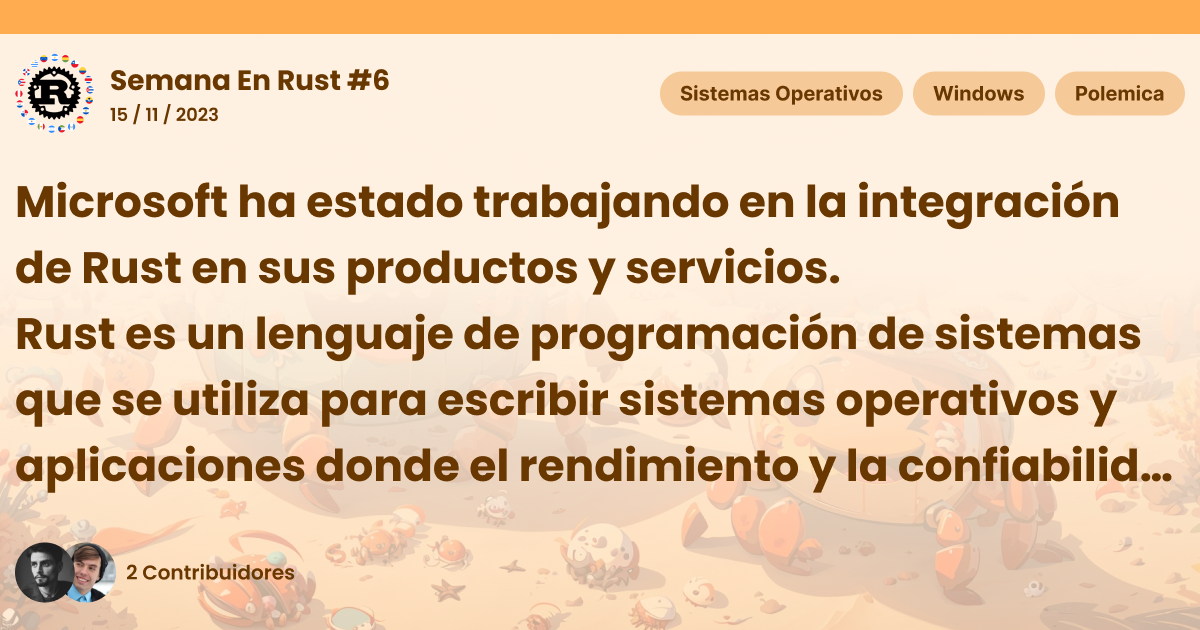 Semana En Rust #6
15 / 11 / 2023
Sistemas Operativos
Windows
Polemica
Microsoft ha estado trabajando en la integración
de Rust en sus productos y servicios.
Rust es un lenguaje de programación de sistemas
que se utiliza para escribir sistemas operativos y
aplicaciones donde el rendimiento y la confiabilid...
2 Contribuidores